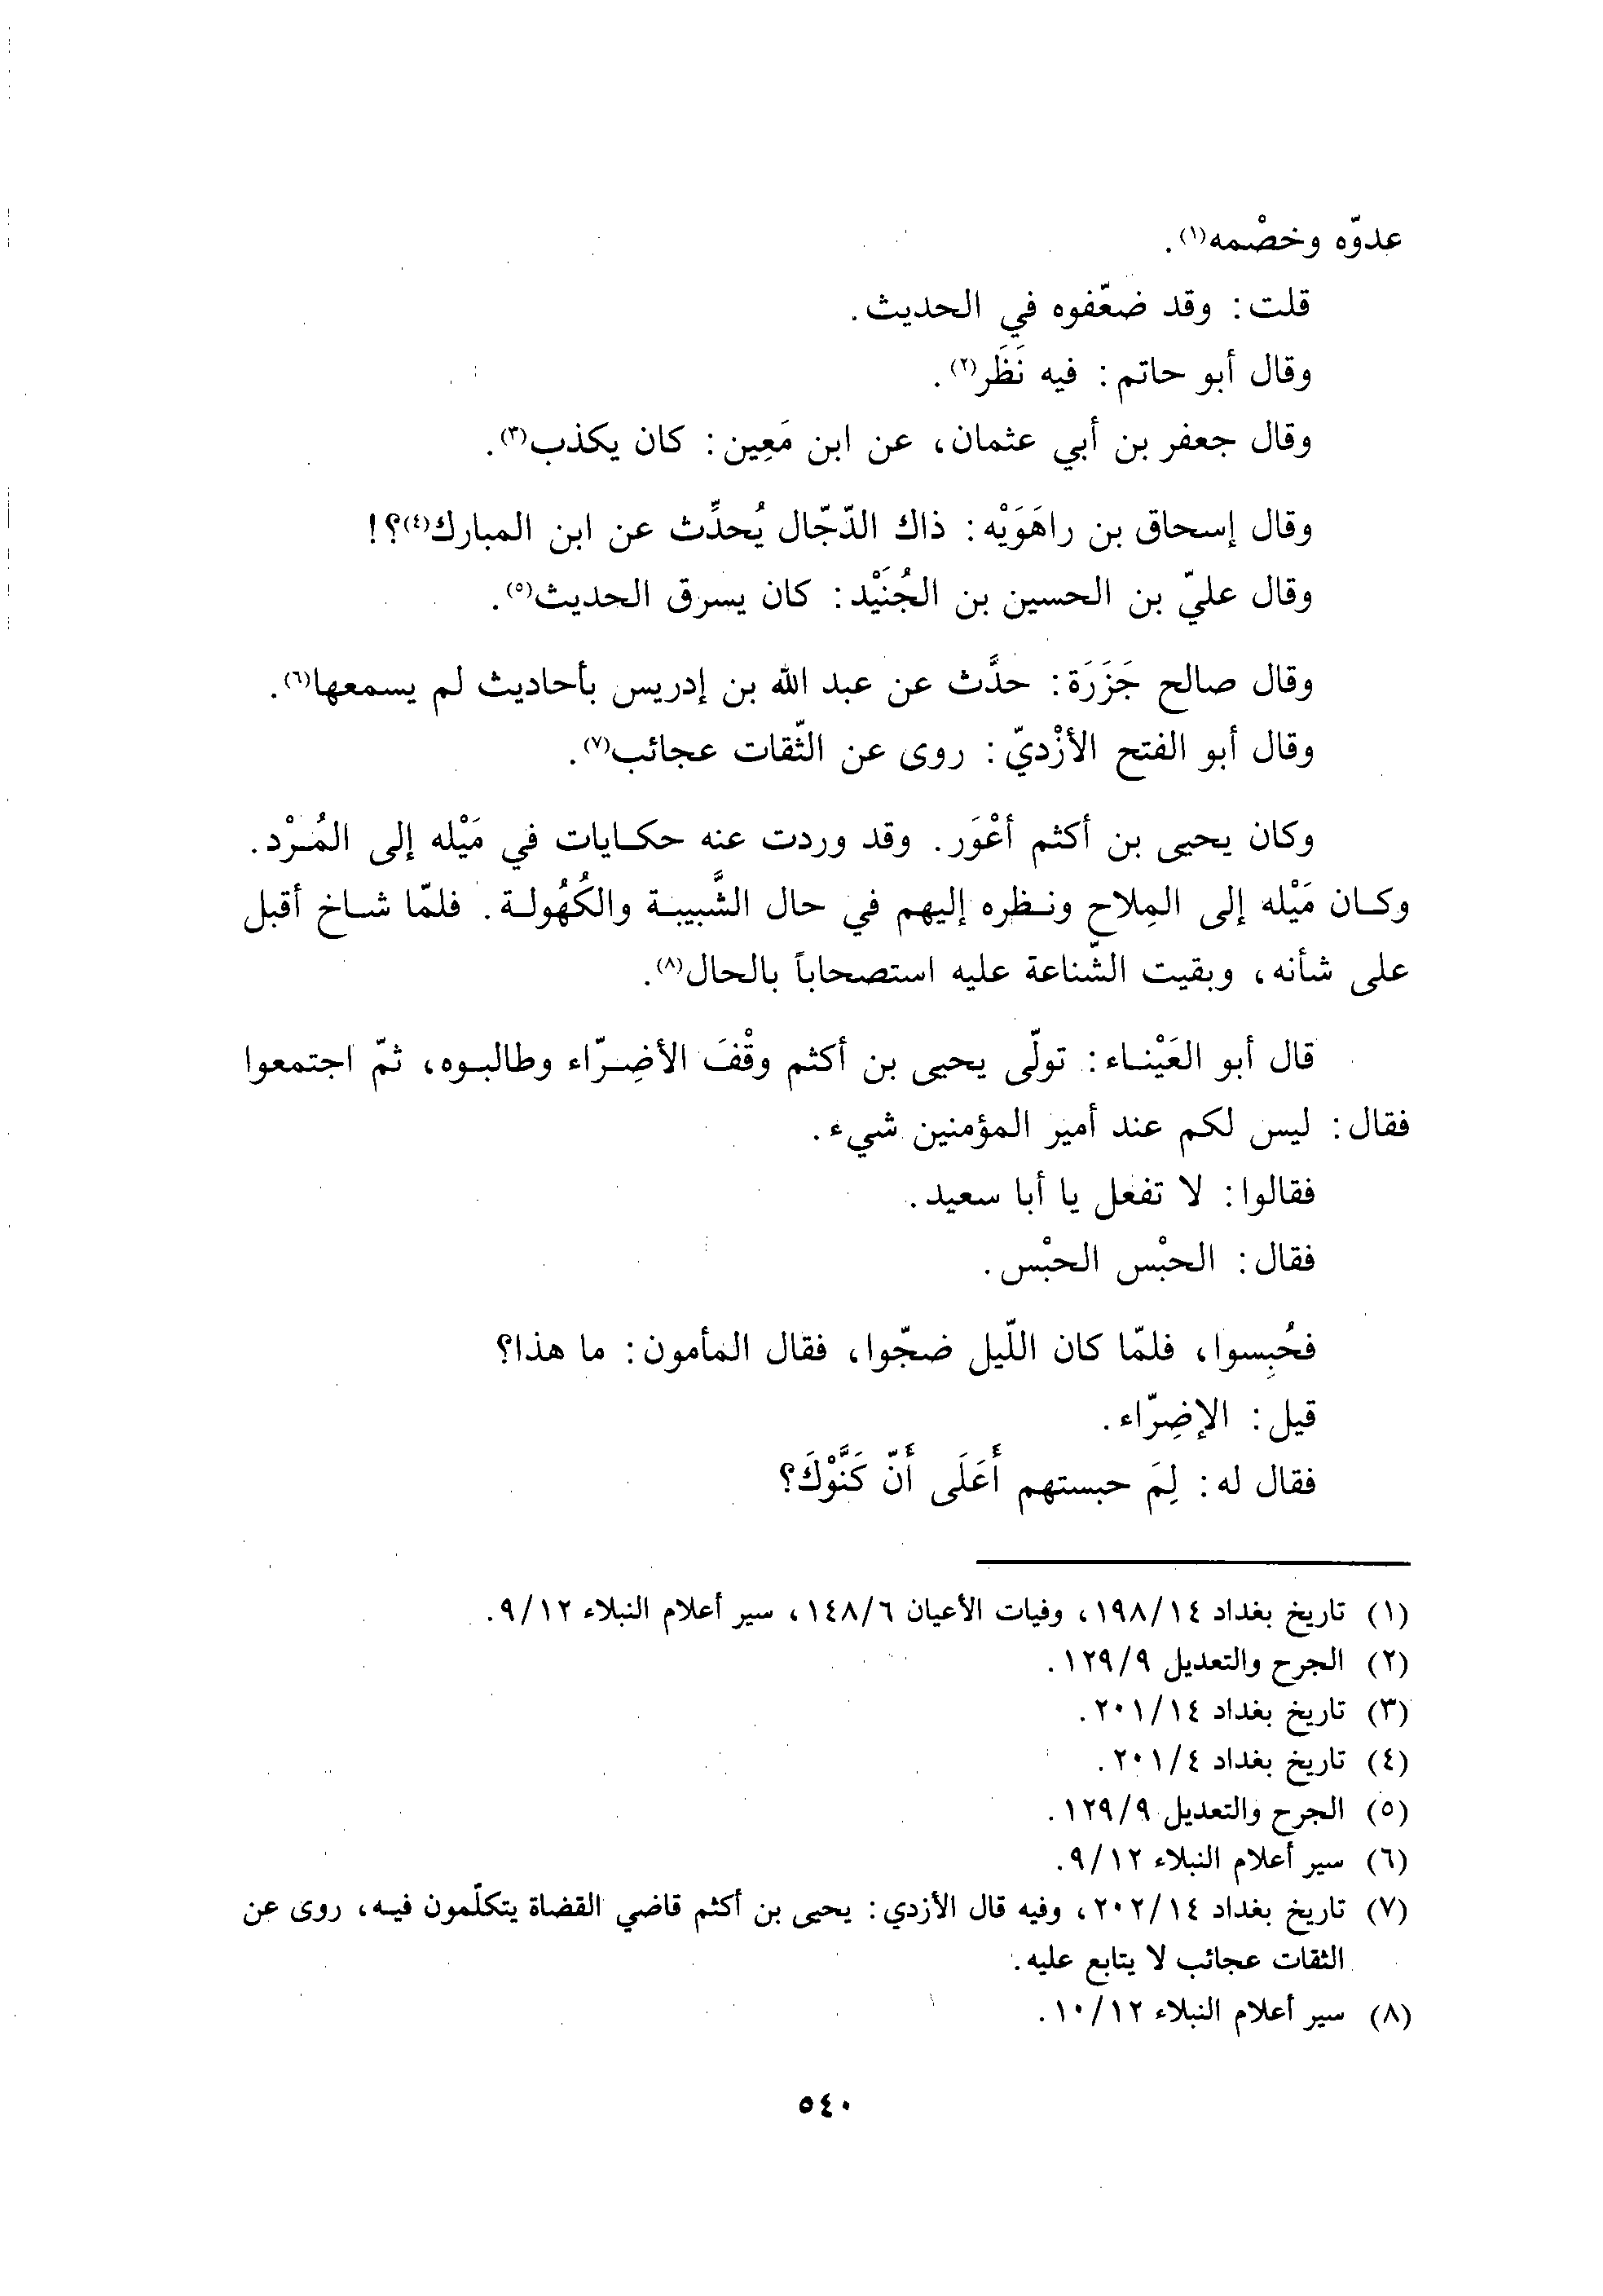 عدوّه وخصْمه(١).
قلت: وقد ضعّفوه في الحديث.
وقال أبو حاتم: فيه نَظَر(٢).
وقال جعفر بن أبي عثمان، عن ابن مَعِين: كان يكذب(٣).
وقال إسحاق بن راهَوَيْه: ذاك الدّجّال يُحدِّث عن ابن المبارك(٤)؟!
وقال عليّ بن الحسين بن الجُنَيْد: كان يسرق الحديث(٥).
وقال صالح جَزَرَة: حدَّث عن عبد الله بن إدريس بأحاديث لم يسمعها(٦).
وقال أبو الفتح الأزْديّ: روى عن الثّقات عجائب(٧).
وكان يحيى بن أكثم أعْوَر. وقد وردت عنه حكايات في مَيْله إلى المُرْد.
وكان مَيْله إلى المِلاح ونظره إليهم في حال الشَّبيبة والكُهُولة. فلمّا شاخ أقبل
على شأنه، وبقيت الشّناعة عليه استصحاباً بالحال(٨).
قال أبو العَيْناء: تولّى يحيى بن أكثم وقْفَ الأضِرّاء وطالبوه، ثمّ اجتمعوا
فقال: ليس لكم عند أمير المؤمنين شيء.
فقالوا: لا تفعل يا أبا سعيد.
فقال: الحبْس الحبْس.
فحُبِسوا، فلمّا كان اللّيل ضجّوا، فقال المأمون: ما هذا؟
قيل: الإضِرّاء.
فقال له: لِمَ حبستهم أَعَلَى أَنّ كَنَّوْكَ؟
(١) تاريخ بغداد ١٩٨/١٤، وفيات الأعيان ١٤٨/٦، سير أعلام النبلاء ٩/١٢.
(٢) الجرح والتعديل ١٢٩/٩.
(٣) تاريخ بغداد ٢٠١/١٤.
(٤) تاريخ بغداد ٢٠١/٤.
(٥) الجرح والتعديل ١٢٩/٩.
(٦) سير أعلام النبلاء ٩/١٢.
(٧) تاريخ بغداد ٢٠٢/١٤، وفيه قال الأزدي: يحيى بن أكثم قاضي القضاة يتكلّمون فيه، روى عن
الثقات عجائب لا يتابع عليه.
(٨) سير أعلام النبلاء ١٠/١٢.
٥٤٠